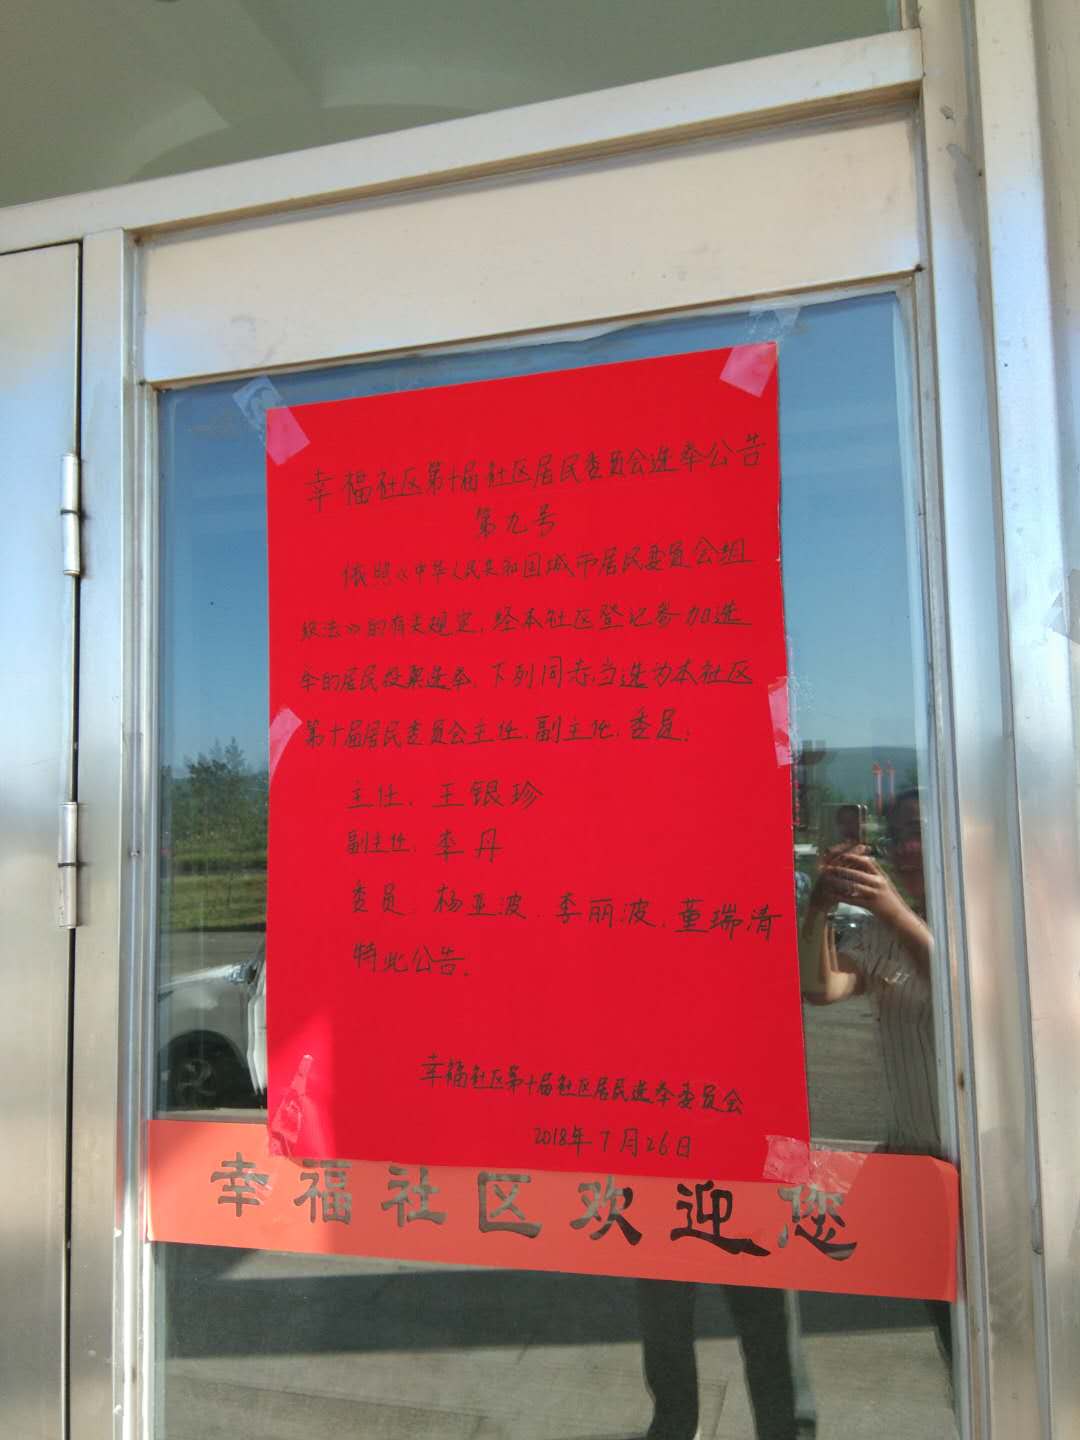 幸福社区第十届社区居民委员会选举公告
第九号
依照《中华人民共和国城市居民委员会组
织法》的有关规定,经本社区登记参加选
举的居民投票选举,下列同志当选为本社区
第十届居民委员会主任、副主任、委员:
主任、王银珍
副主任、李丹
委员、杨亚波、李丽波、董瑞清
特此公告。
幸福社区第十届社区居民选举委员会
2018年7月26日
幸福社区欢迎您